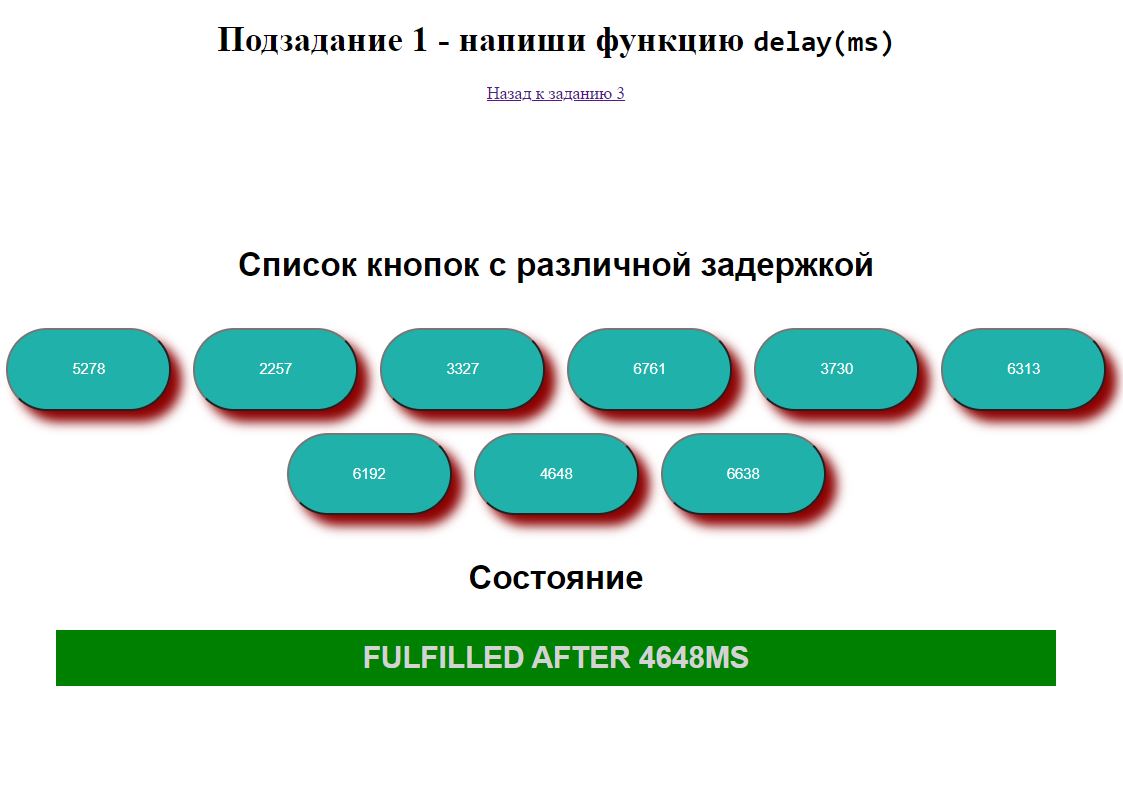 Подзадание 1 - напиши функцию delay(ms)
Назад к заданию 3
Список кнопок с различной задержкой
5278 2257 3327 6761 3730 6313
6192 4648 6638
Состояние
FULFILLED AFTER 4648MS